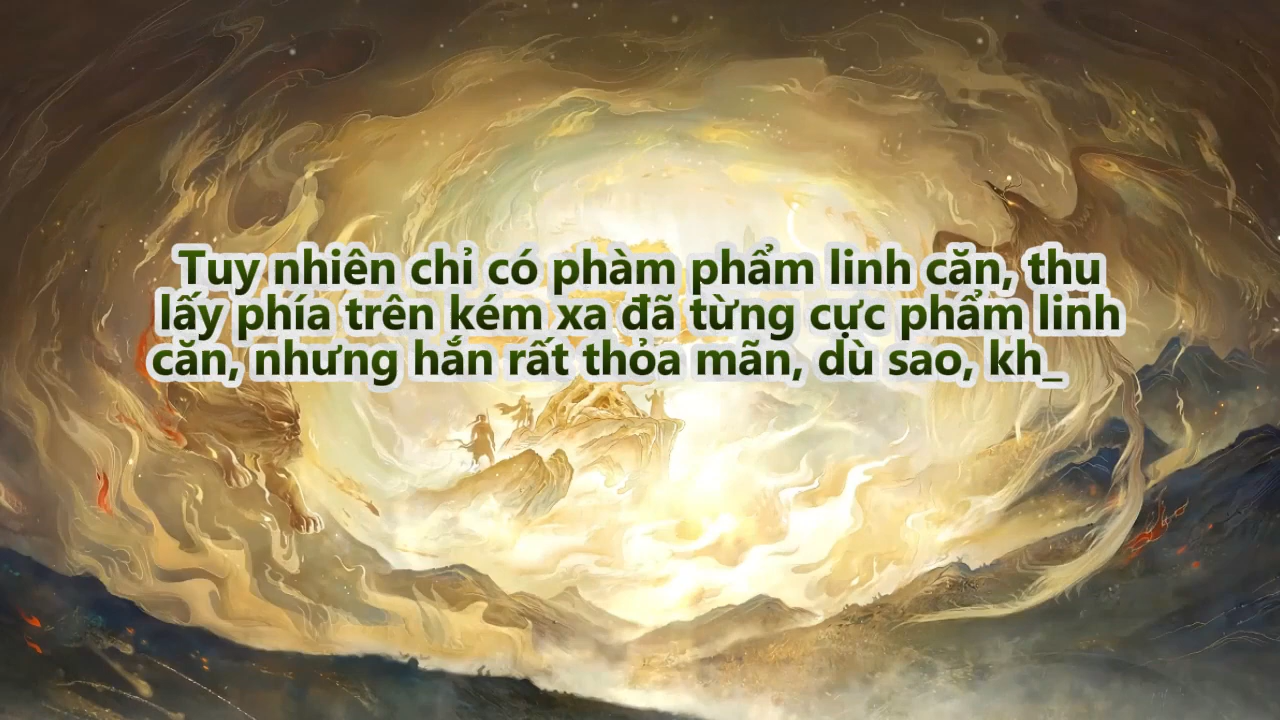 Tuy nhiên chỉ có phàm phẩm linh căn, thu
lấy phía trên kém xa đã từng cực phẩm linh
căn, nhưng hắn rất thỏa mãn, dù sao, kh_